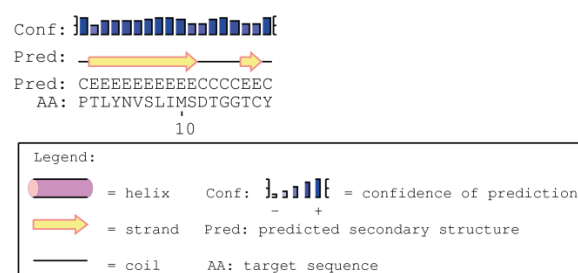 Conf:
Pred:
Pred: CEEEEEEEEEECCCCEEC
AA: PTLYNVSLIMSDTGGTCY
10
Legend:
= helix Conf: = confidence of prediction
- +
= strand Pred: predicted secondary structure
= coil AA: target sequence